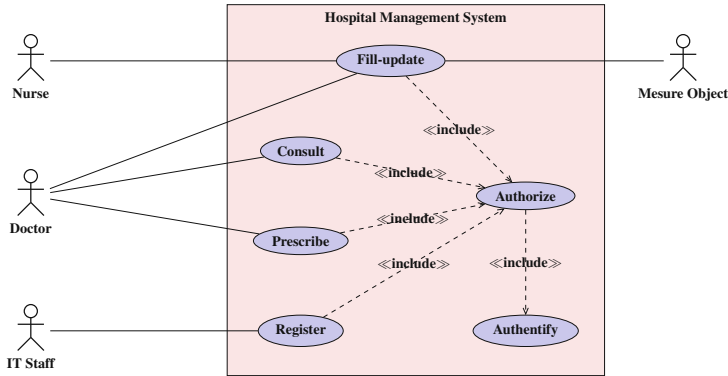 Hospital Management System
Fill-update
Nurse
Mesure Object
≪include≫
Consult
≪include≫
Authorize
Doctor
≪include≫
Prescribe
≪include≫
≪include≫
Register
Authentify
IT Staff